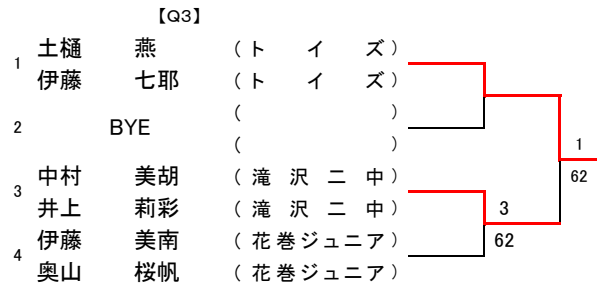 【Q3】
1 土樋 燕 (トイズ)
伊藤 七耶 (トイズ)
2 BYE ( )
( )
1
62
3 中村 美胡 (滝沢二中)
井上 莉彩 (滝沢二中)
3
62
4 伊藤 美南 (花巻ジュニア)
奥山 桜帆 (花巻ジュニア)